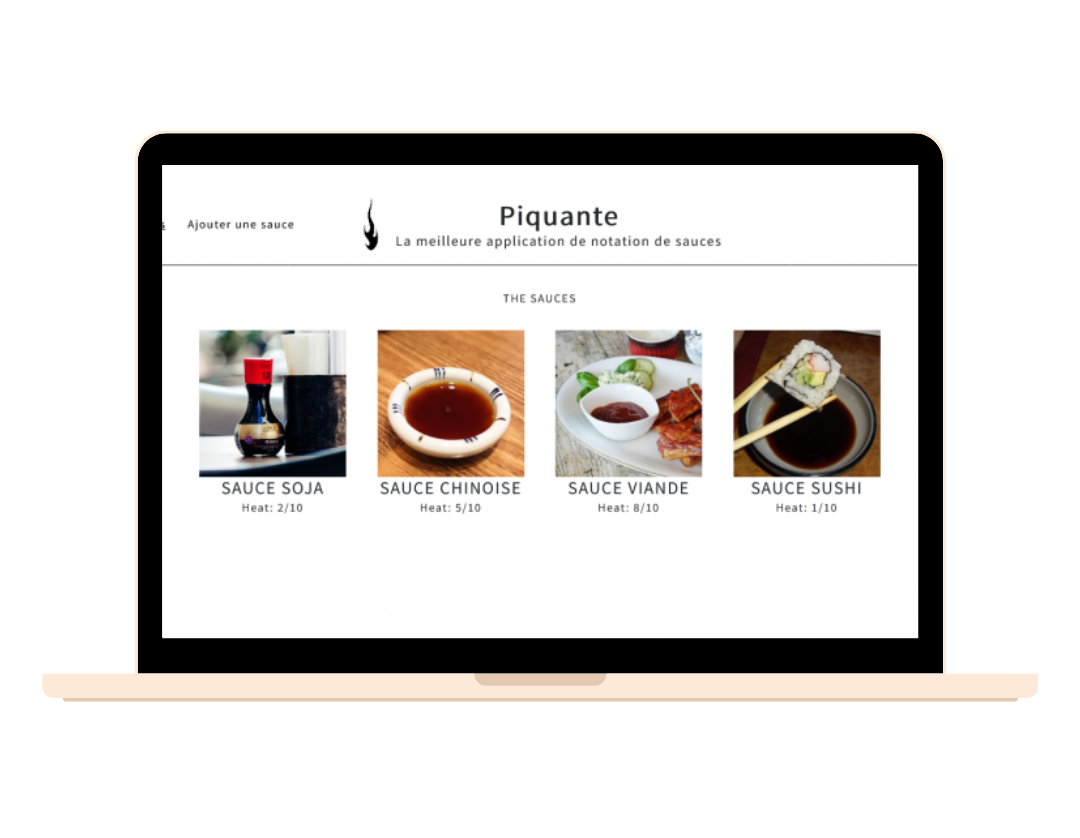 Ajouter une sauce
Piquante
La meilleure application de notation de sauces
THE SAUCES
SAUCE SOJA
Heat: 2/10
SAUCE CHINOISE
Heat: 5/10
SAUCE VIANDE
Heat: 8/10
SAUCE SUSHI
Heat: 1/10